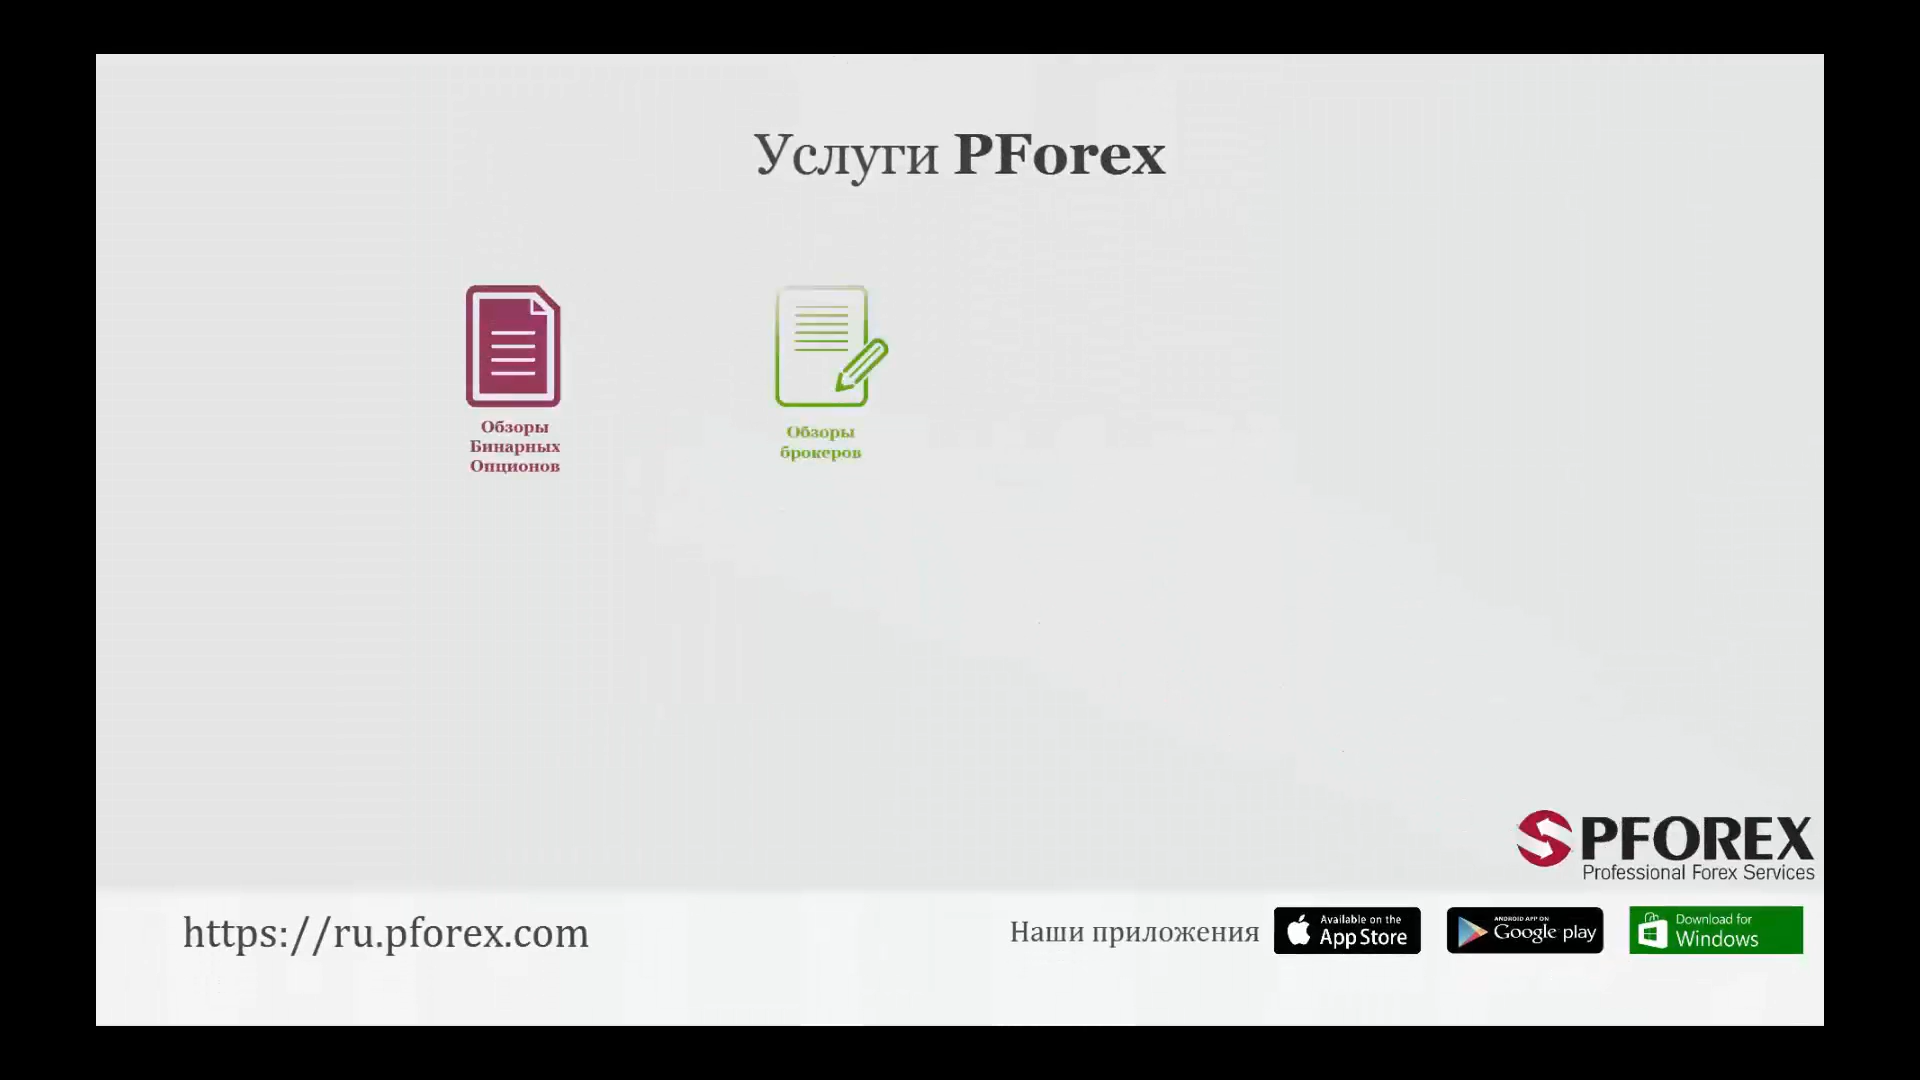 Услуги PForex
Обзоры
Бинарных
Опционов
Обзоры
брокеров
PFOREX
Professional Forex Services
https://ru.pforex.com
Наши приложения
Available on the
App Store
ANDROID APP ON
Google play
Download for
Windows